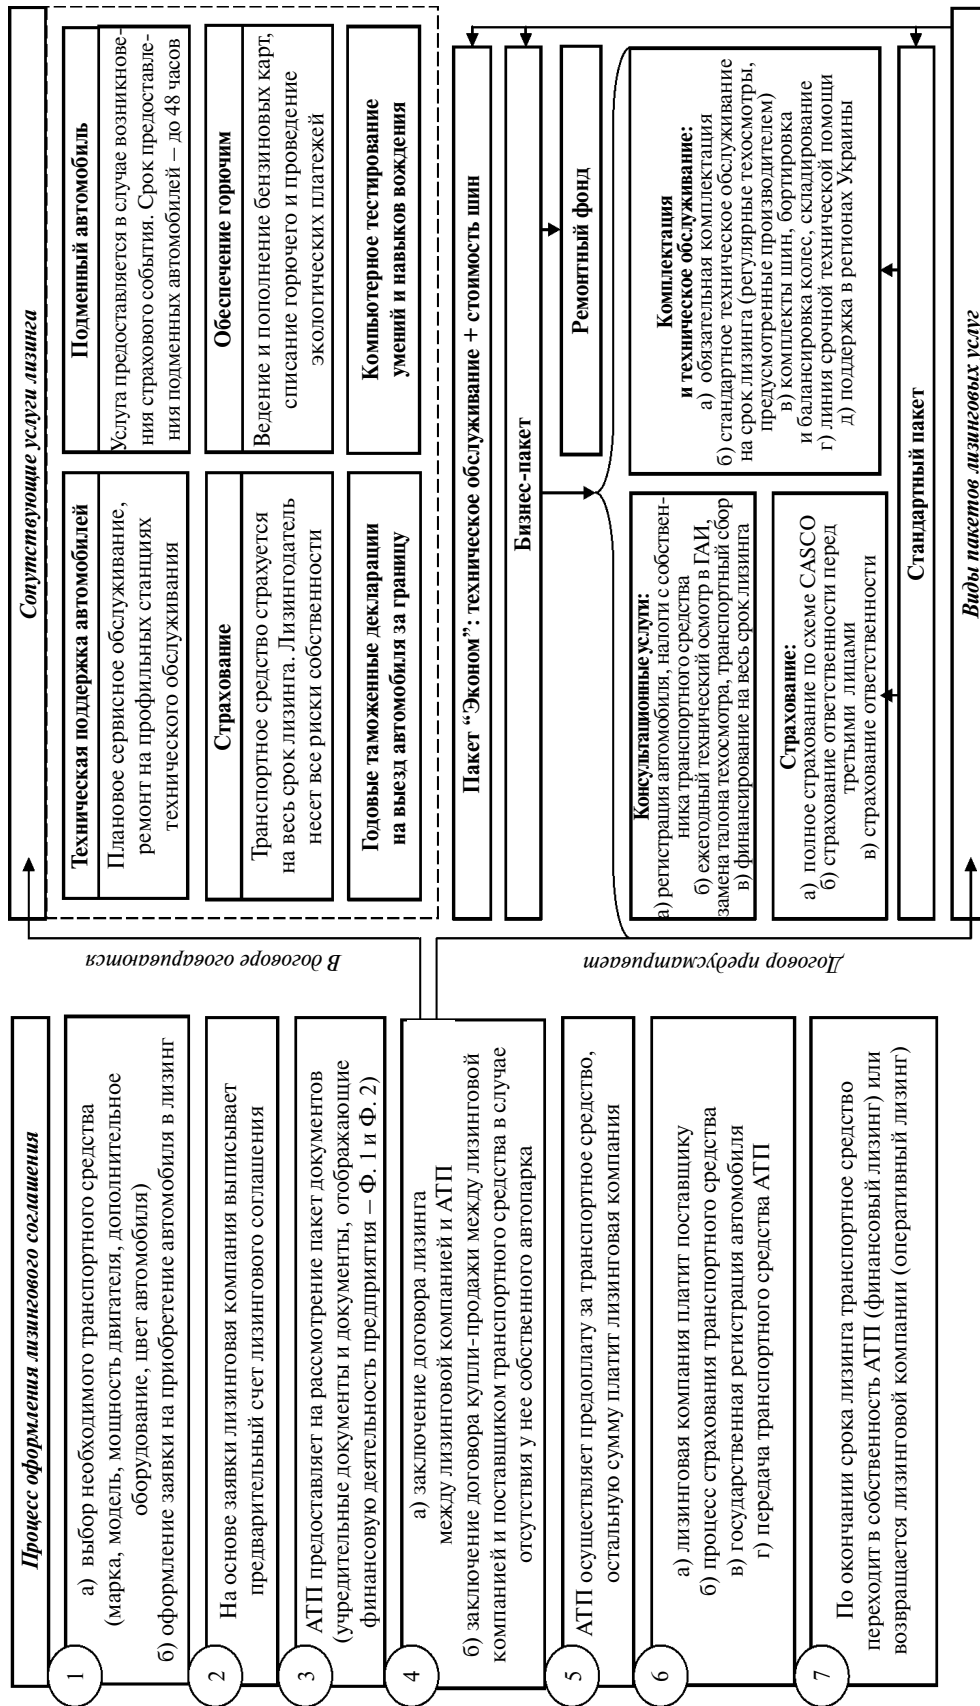 Процесс оформления лизингового соглашения
1
а) выбор необходимого транспортного средства
(марка, модель, мощность двигателя, дополнительное
оборудование, цвет автомобиля)
б) оформление заявки на приобретение автомобиля в лизинг
2
На основе заявки лизинговая компания выписывает
предварительный счет лизингового соглашения
3
АТП предоставляет на рассмотрение пакет документов
(учредительные документы и документы, отображающие
финансовую деятельность предприятия – Ф. 1 и Ф. 2)
4
а) заключение договора лизинга
между лизинговой компанией и АТП
б) заключение договора купли-продажи между лизинговой
компанией и поставщиком транспортного средства в случае
отсутствия у нее собственного автопарка
5
АТП осуществляет предоплату за транспортное средство,
остальную сумму платит лизинговая компания
6
а) лизинговая компания платит поставщику
б) процесс страхования транспортного средства
в) государственная регистрация автомобиля
г) передача транспортного средства АТП
7
По окончании срока лизинга транспортное средство
переходит в собственность АТП (финансовый лизинг) или
возвращается лизинговой компании (оперативный лизинг)
В договоре оговариваются
Договор предусматривает
Сопутствующие услуги лизинга
Техническая поддержка автомобилей
Плановое сервисное обслуживание,
ремонт на профильных станциях
технического обслуживания
Подменный автомобиль
Услуга предоставляется в случае возникнове-
ния страхового события. Срок предоставле-
ния подменных автомобилей – до 48 часов
Страхование
Транспортное средство страхуется
на весь срок лизинга. Лизингодатель
несет все риски собственности
Обеспечение горючим
Ведение и пополнение бензиновых карт,
списание горючего и проведение
экологических платежей
Годовые таможенные декларации
на выезд автомобиля за границу
Компьютерное тестирование
умений и навыков вождения
Пакет “Эконом”: техническое обслуживание + стоимость шин
Бизнес-пакет
Ремонтный фонд
Консультационные услуги:
а) регистрация автомобиля, налоги с собствен-
ника транспортного средства
б) ежегодный технический осмотр в ГАИ,
замена талона техосмотра, транспортный сбор
в) финансирование на весь срок лизинга
Комплектация
и техническое обслуживание:
а) обязательная комплектация
б) стандартное техническое обслуживание
на срок лизинга (регулярные техосмотры,
предусмотренные производителем)
в) комплекты шин, бортировка
и балансировка колес, складирование
г) линия срочной технической помощи
д) поддержка в регионах Украины
Страхование:
а) полное страхование по схеме CASCO
б) страхование ответственности перед
третьими лицами
в) страхование ответственности
Стандартный пакет
Виды пакетов лизинговых услуг